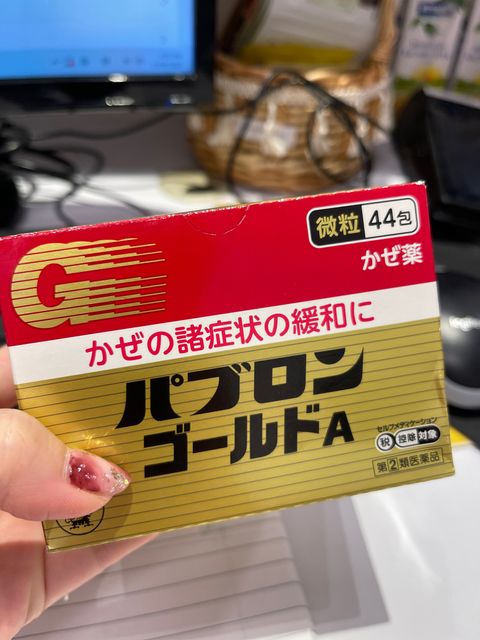 微粒 44包
かぜ薬
G
かぜの諸症状の緩和に
パブロン
ゴールドA
セルフメディケーション
税 控除 対象
指②類医薬品